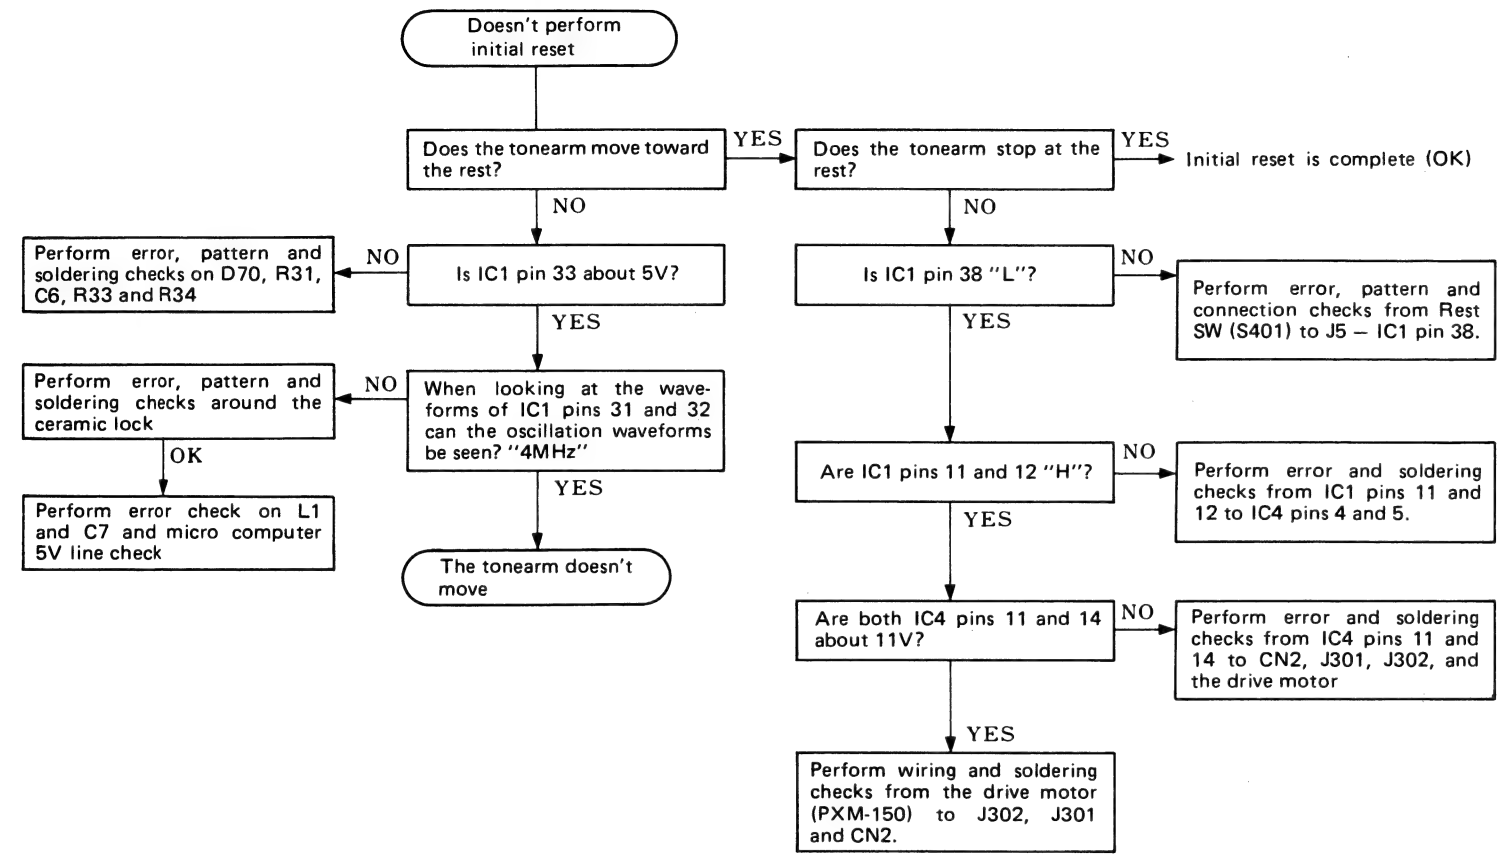 Doesn't perform
initial reset
Does the tonearm move toward
the rest?
YES
Does the tonearm stop at the
rest?
YES
Initial reset is complete (OK)
NO
NO
Perform error, pattern and
soldering checks on D70, R31,
C6, R33 and R34
NO
Is IC1 pin 33 about 5V?
YES
Is IC1 pin 38 "L"?
NO
Perform error, pattern and
connection checks from Rest
SW (S401) to J5 — IC1 pin 38.
YES
Perform error, pattern and
soldering checks around the
ceramic lock
NO
When looking at the wave-
forms of IC1 pins 31 and 32
can the oscillation waveforms
be seen? "4MHz"
OK
YES
Perform error check on L1
and C7 and micro computer
5V line check
The tonearm doesn't
move
Are IC1 pins 11 and 12 "H"?
NO
Perform error and soldering
checks from IC1 pins 11 and
12 to IC4 pins 4 and 5.
YES
Are both IC4 pins 11 and 14
about 11V?
NO
Perform error and soldering
checks from IC4 pins 11 and
14 to CN2, J301, J302, and
the drive motor
YES
Perform wiring and soldering
checks from the drive motor
(PXM-150) to J302, J301
and CN2.